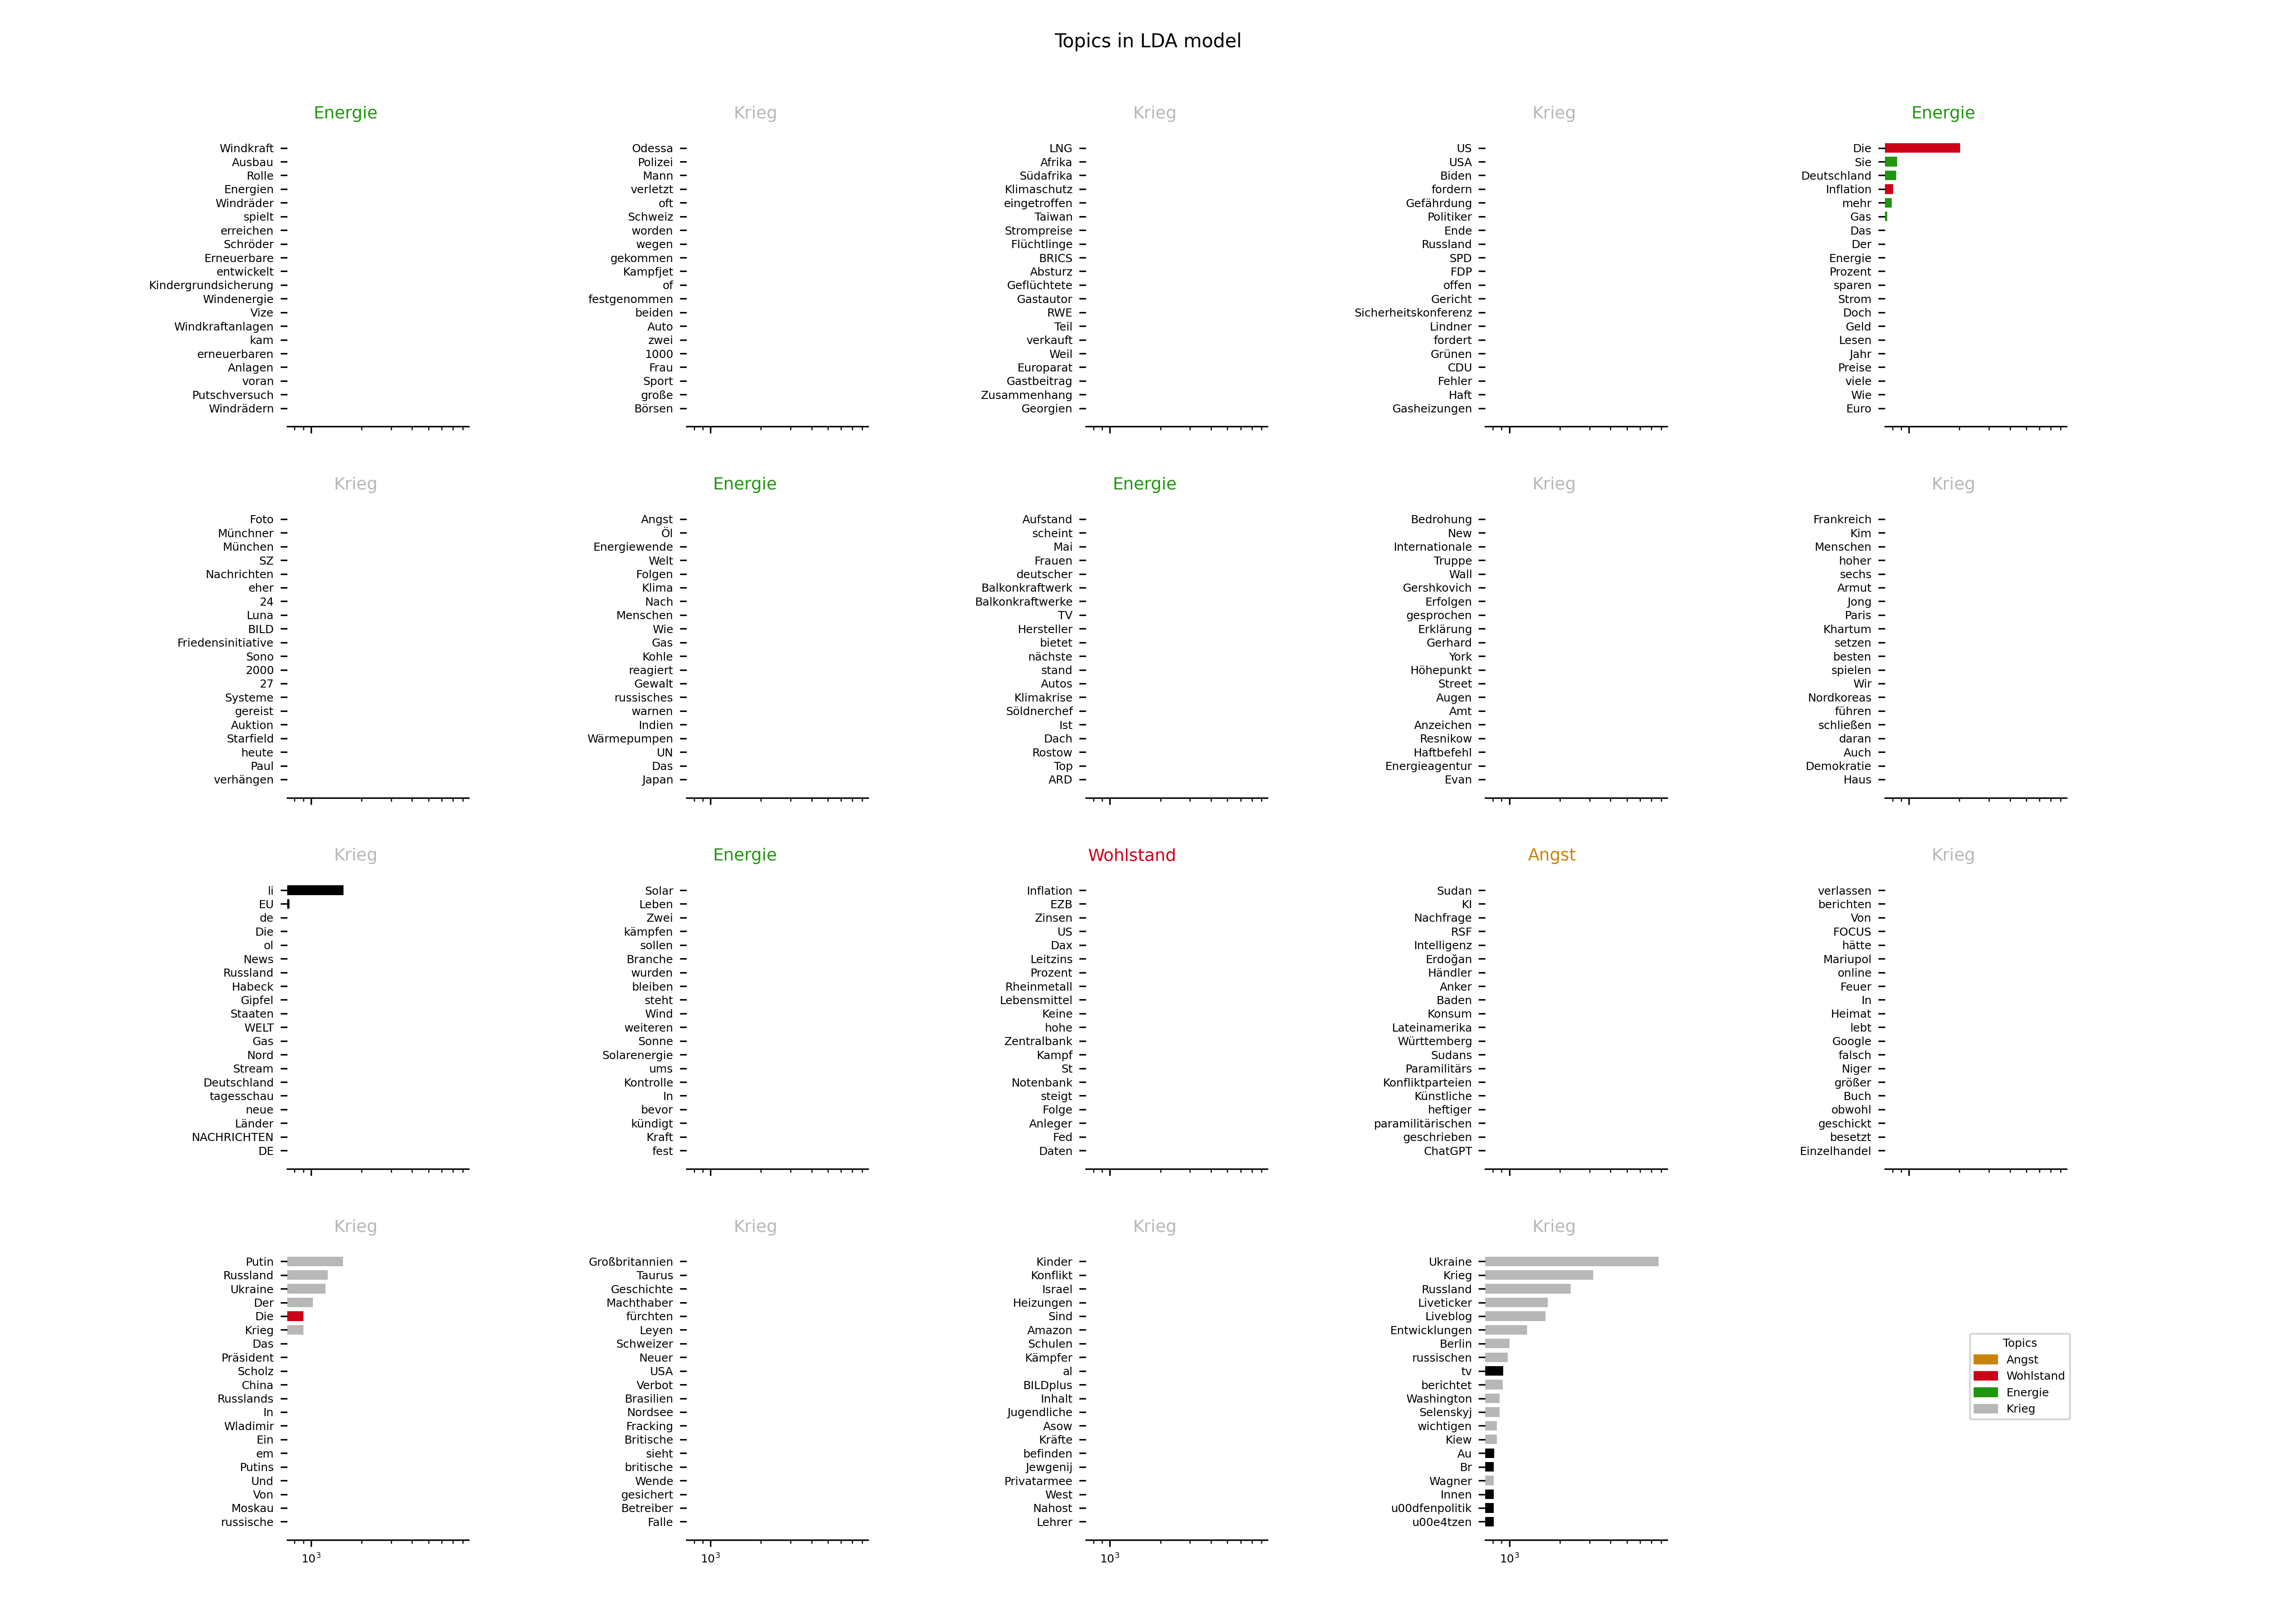 Topics in LDA model
Energie
Windkraft
Ausbau
Rolle
Energien
Windräder
spielt
erreichen
Schröder
Erneuerbare
entwickelt
Kindergrundsicherung
Windenergie
Vize
Windkraftanlagen
kam
erneuerbaren
Anlagen
voran
Putschversuch
Windrädern
Krieg
Odessa
Polizei
Mann
verletzt
oft
Schweiz
worden
wegen
gekommen
Kampfjet
of
festgenommen
beiden
Auto
zwei
1000
Frau
Sport
große
Börsen
Krieg
LNG
Afrika
Südafrika
Klimaschutz
eingetroffen
Taiwan
Strompreise
Flüchtlinge
BRICS
Absturz
Geflüchtete
Gastautor
RWE
Teil
verkauft
Weil
Europarat
Gastbeitrag
Zusammenhang
Georgien
Krieg
US
USA
Biden
fordern
Gefährdung
Politiker
Ende
Russland
SPD
FDP
offen
Gericht
Sicherheitskonferenz
Lindner
fordert
Grünen
CDU
Fehler
Haft
Gasheizungen
Energie
Die
Sie
Deutschland
Inflation
mehr
Gas
Das
Der
Energie
Prozent
sparen
Strom
Doch
Geld
Lesen
Jahr
Preise
viele
Wie
Euro
Krieg
Foto
Münchner
München
SZ
Nachrichten
eher
24
Luna
BILD
Friedensinitiative
Sono
2000
27
Systeme
gereist
Auktion
Starfield
heute
Paul
verhängen
Energie
Angst
Öl
Energiewende
Welt
Folgen
Klima
Nach
Menschen
Wie
Gas
Kohle
reagiert
Gewalt
russisches
warnen
Indien
Wärmepumpen
UN
Das
Japan
Energie
Aufstand
scheint
Mai
Frauen
deutscher
Balkonkraftwerk
Balkonkraftwerke
TV
Hersteller
bietet
nächste
stand
Autos
Klimakrise
Söldnerchef
Ist
Dach
Rostow
Top
ARD
Krieg
Bedrohung
New
Internationale
Truppe
Wall
Gershkovich
Erfolgen
gesprochen
Erklärung
Gerhard
York
Höhepunkt
Street
Augen
Amt
Anzeichen
Resnikow
Haftbefehl
Energieagentur
Evan
Krieg
Frankreich
Kim
Menschen
hoher
sechs
Armut
Jong
Paris
Khartum
setzen
besten
spielen
Wir
Nordkoreas
führen
schließen
daran
Auch
Demokratie
Haus
Krieg
li
EU
de
Die
ol
News
Russland
Habeck
Gipfel
Staaten
WELT
Gas
Nord
Stream
Deutschland
tagesschau
neue
Länder
NACHRICHTEN
DE
Energie
Solar
Leben
Zwei
kämpfen
sollen
Branche
wurden
bleiben
steht
Wind
weiteren
Sonne
Solarenergie
ums
Kontrolle
In
bevor
kündigt
Kraft
fest
Wohlstand
Inflation
EZB
Zinsen
US
Dax
Leitzins
Prozent
Rheinmetall
Lebensmittel
Keine
hohe
Zentralbank
Kampf
St
Notenbank
steigt
Folge
Anleger
Fed
Daten
Angst
Sudan
KI
Nachfrage
RSF
Intelligenz
Erdoğan
Händler
Anker
Baden
Konsum
Lateinamerika
Württemberg
Sudans
Paramilitärs
Konfliktparteien
Künstliche
heftiger
paramilitärischen
geschrieben
ChatGPT
Krieg
verlassen
berichten
Von
FOCUS
hätte
Mariupol
online
Feuer
In
Heimat
lebt
Google
falsch
Niger
größer
Buch
obwohl
geschickt
besetzt
Einzelhandel
Krieg
Putin
Russland
Ukraine
Der
Die
Krieg
Das
Präsident
Scholz
China
Russlands
In
Wladimir
Ein
em
Putins
Und
Von
Moskau
russische
10³
Krieg
Großbritannien
Taurus
Geschichte
Machthaber
fürchten
Leyen
Schweizer
Neuer
USA
Verbot
Brasilien
Nordsee
Fracking
Britische
sieht
britische
Wende
gesichert
Betreiber
Falle
10³
Krieg
Kinder
Konflikt
Israel
Heizungen
Sind
Amazon
Schulen
Kämpfer
al
BILDplus
Inhalt
Jugendliche
Asow
Kräfte
befinden
Jewgenij
Privatarmee
West
Nahost
Lehrer
10³
Krieg
Ukraine
Krieg
Russland
Liveticker
Liveblog
Entwicklungen
Berlin
russischen
tv
berichtet
Washington
Selenskyj
wichtigen
Kiew
Au
Br
Wagner
Innen
u00dfenpolitik
u00e4tzen
10³
Topics
Angst
Wohlstand
Energie
Krieg